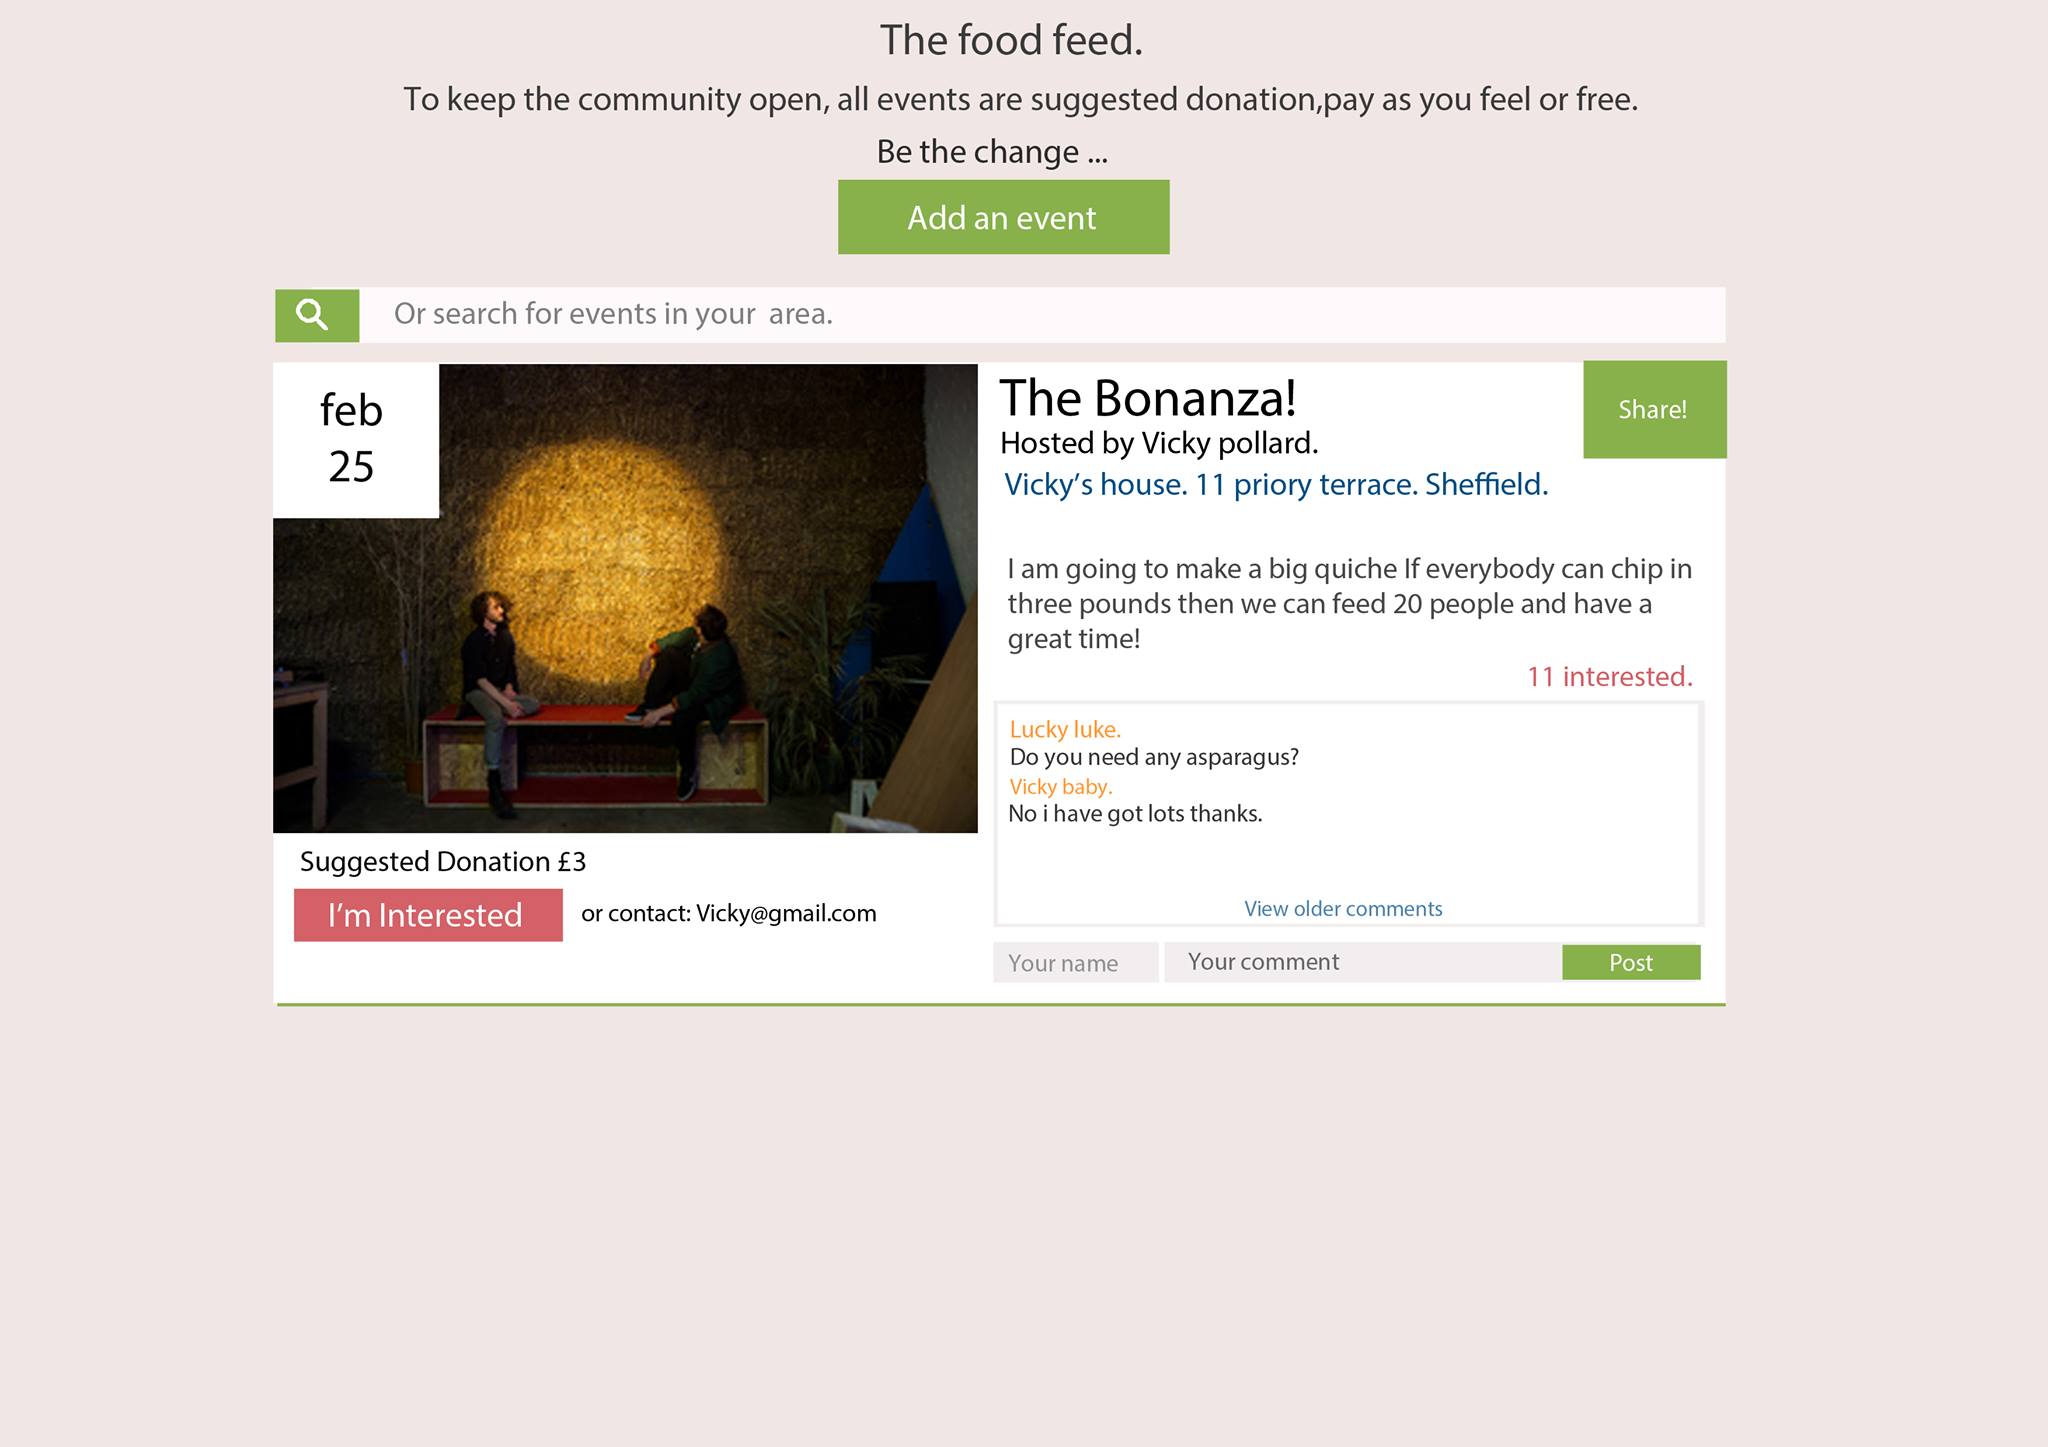 The food feed.
To keep the community open, all events are suggested donation,pay as you feel or free.
Be the change ...
Add an event
Or search for events in your  area.
feb
25
The Bonanza!
Share!
Hosted by Vicky pollard.
Vicky’s house. 11 priory terrace. Sheffield.
I am going to make a big quiche If everybody can chip in
three pounds then we can feed 20 people and have a
great time!
11 interested.
Lucky luke.
Do you need any asparagus?
Vicky baby.
No i have got lots thanks.
View older comments
Your name
Your comment
Post
Suggested Donation £3
I’m Interested
or contact: Vicky@gmail.com